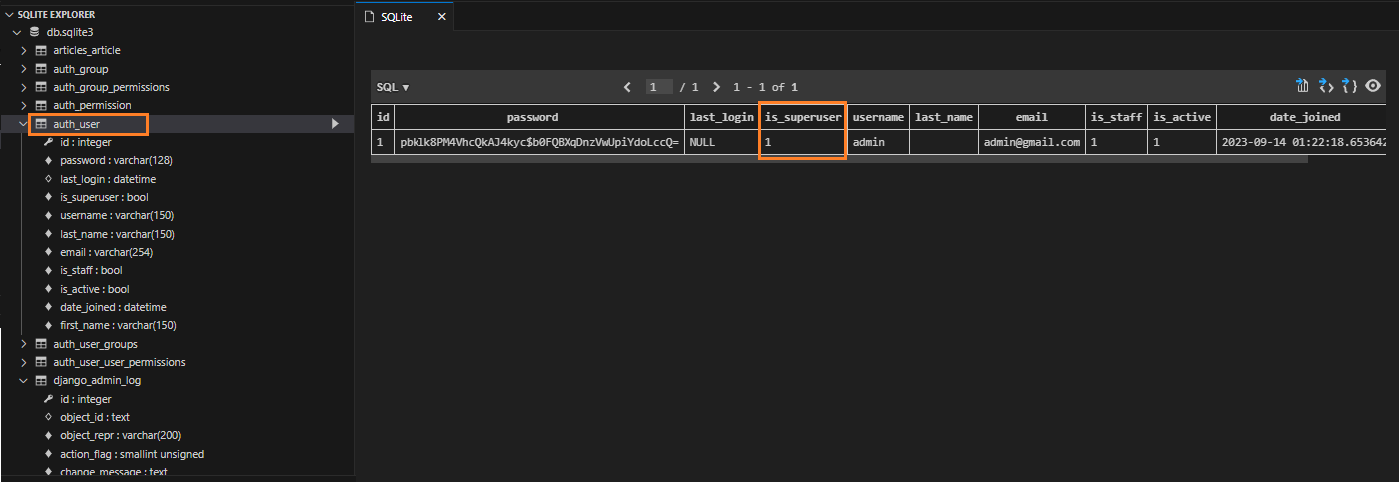 SQLITE EXPLORER
db.sqlite3
articles_article
auth_group
auth_group_permissions
auth_permission
auth_user
id : integer
password : varchar(128)
last_login : datetime
is_superuser : bool
username : varchar(150)
last_name : varchar(150)
email : varchar(254)
is_staff : bool
is_active : bool
date_joined : datetime
first_name : varchar(150)
auth_user_groups
auth_user_user_permissions
django_admin_log
id : integer
object_id : text
object_repr : varchar(200)
action_flag : smallint unsigned
change_message : text
SQLite
SQL 1 / 1 1 - 1 of 1
id password last_login is_superuser username last_name email is_staff is_active date_joined
1 pbklk8PM4VhcQkAJ4kyc$b0FQBXqDnzVwUpiYdoLccQ= NULL 1 admin admin@gmail.com 1 1 2023-09-14 01:22:18.653642